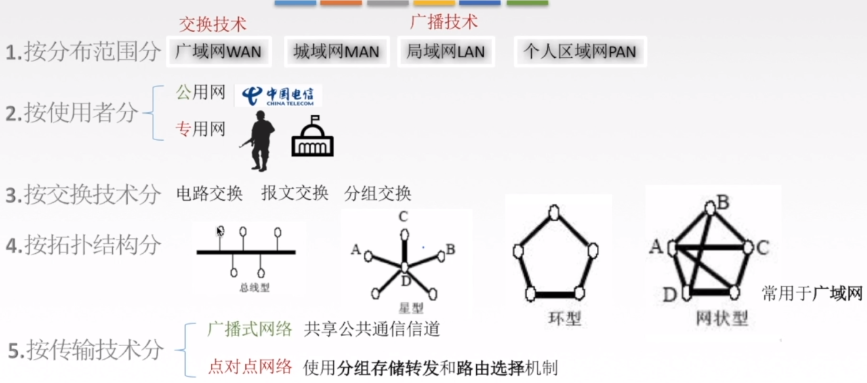 交换技术
广播技术
1.按分布范围分 广域网WAN 城域网MAN 局域网LAN 个人区域网PAN
2.按使用者分
公用网 中国电信
CHINA TELECOM
专用网
3.按交换技术分 电路交换 报文交换 分组交换
4.按拓扑结构分
总线型
C
A B
D
星型
环型
B
A C
D
网状型
常用于广域网
5.按传输技术分
广播式网络 共享公共通信信道
点对点网络 使用分组存储转发和路由选择机制